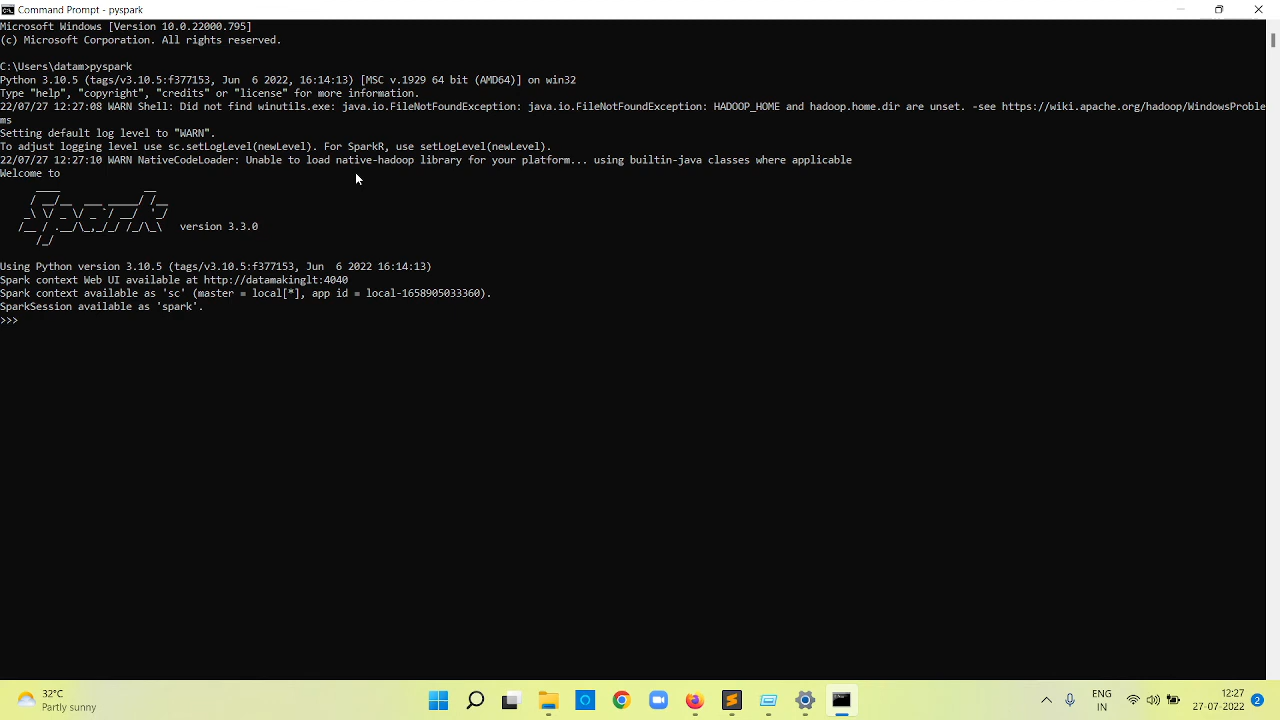 Command Prompt - pyspark
Microsoft Windows [Version 10.0.22000.795]
(c) Microsoft Corporation. All rights reserved.
C:\Users\datam>pyspark
Python 3.10.5 (tags/v3.10.5:f377153, Jun  6 2022, 16:14:13) [MSC v.1929 64 bit (AMD64)] on win32
Type "help", "copyright", "credits" or "license" for more information.
22/07/27 12:27:08 WARN Shell: Did not find winutils.exe: java.io.FileNotFoundException: java.io.FileNotFoundException: HADOOP_HOME and hadoop.home.dir are unset. -see https://wiki.apache.org/hadoop/WindowsProble
ms
Setting default log level to "WARN".
To adjust logging level use sc.setLogLevel(newLevel). For SparkR, use setLogLevel(newLevel).
22/07/27 12:27:10 WARN NativeCodeLoader: Unable to load native-hadoop library for your platform... using builtin-java classes where applicable
Welcome to
      ____              __
     / __/__  ___ _____/ /__
    _\ \/ _ \/ _ `/ __/  '_/
   /__ / .__/\_,_/_/ /_/\_\   version 3.3.0
      /_/
Using Python version 3.10.5 (tags/v3.10.5:f377153, Jun  6 2022 16:14:13)
Spark context Web UI available at http://datamakinglt:4040
Spark context available as 'sc' (master = local[*], app id = local-1658905033360).
SparkSession available as 'spark'.
>>>
32°C
Partly sunny
ENG
IN
12:27
27-07-2022
2